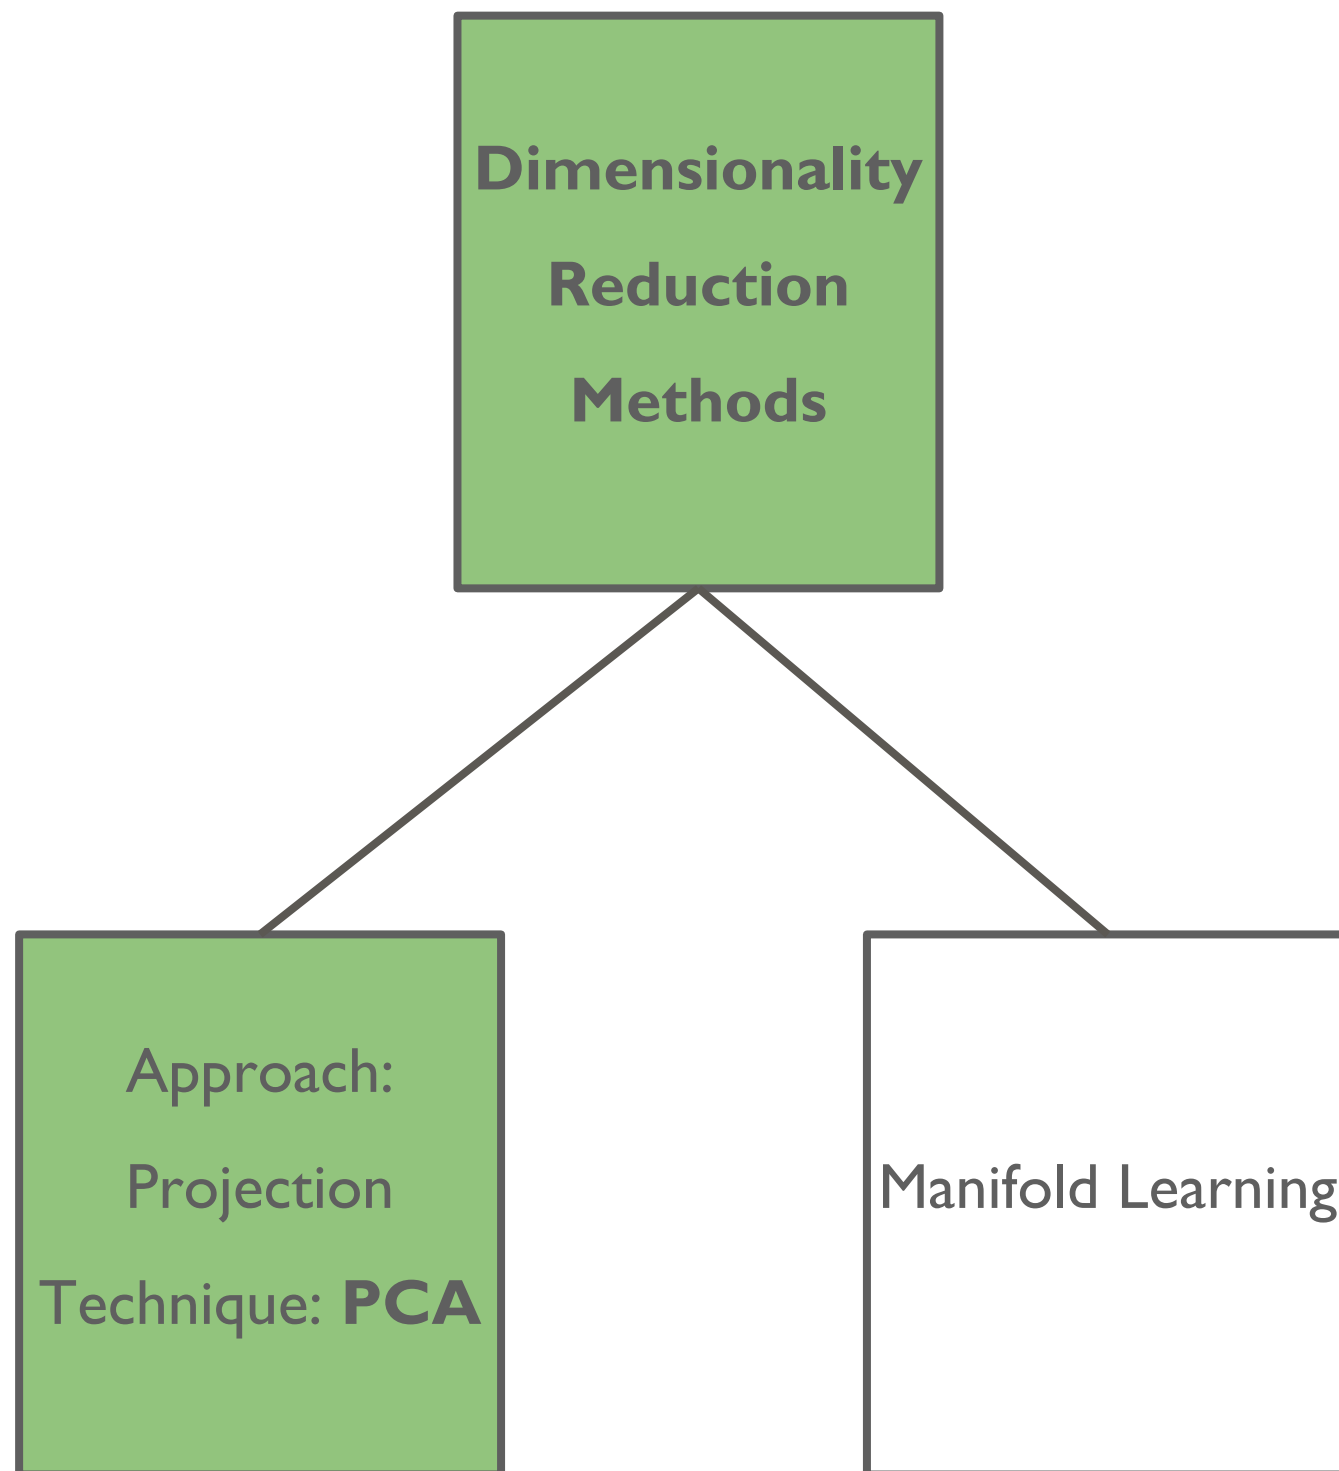 Dimensionality
Reduction
Methods
Approach:
Projection
Technique: PCA
Manifold Learning